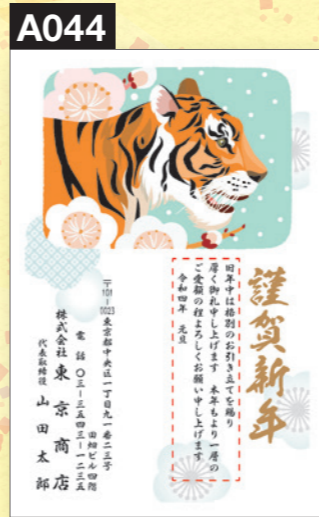 A044
謹賀新年
旧年中は格別のお引き立てを賜り
厚く御礼申し上げます 本年もより一層の
ご愛顧の程よろしくお願い申し上げます
令和四年 元旦
〒101-0023 東京都中央区一丁目九一番二三号
田畑ビル四階
電話 〇三-三五四三-一二三五
株式会社 東京商店
代表取締役 山田太郎